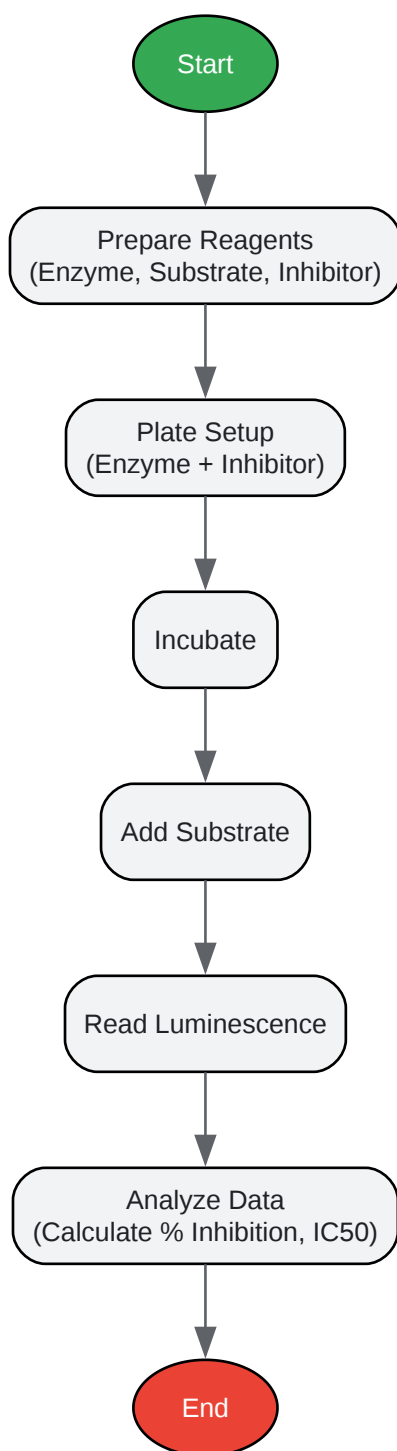 Start
Prepare Reagents
(Enzyme, Substrate, Inhibitor)
Plate Setup
(Enzyme + Inhibitor)
Incubate
Add Substrate
Read Luminescence
Analyze Data
(Calculate % Inhibition, IC50)
End